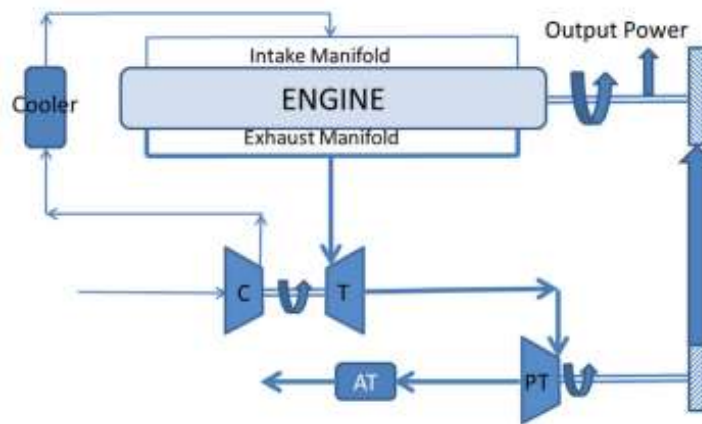 Output Power
Intake Manifold
Cooler
ENGINE
Exhaust Manifold
C
T
PT
AT